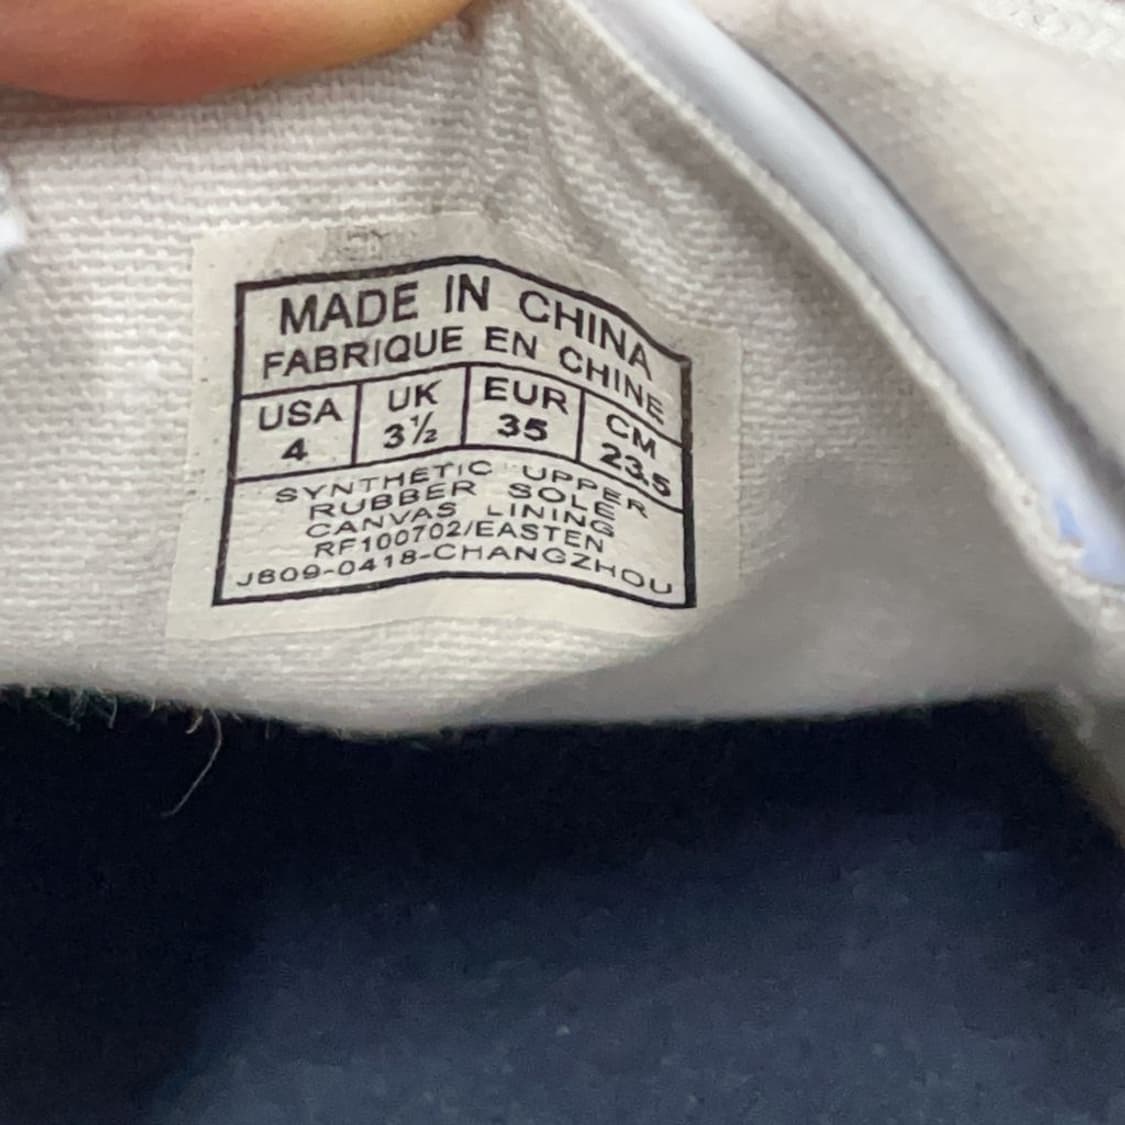 MADE IN CHINA
FABRIQUE EN CHINE
USA UK EUR CM
4 3½ 35 23.5
SYNTHETIC UPPER
RUBBER SOLE
CANVAS LINING
RF100702/EASTEN
J809-0418-CHANGZHOU